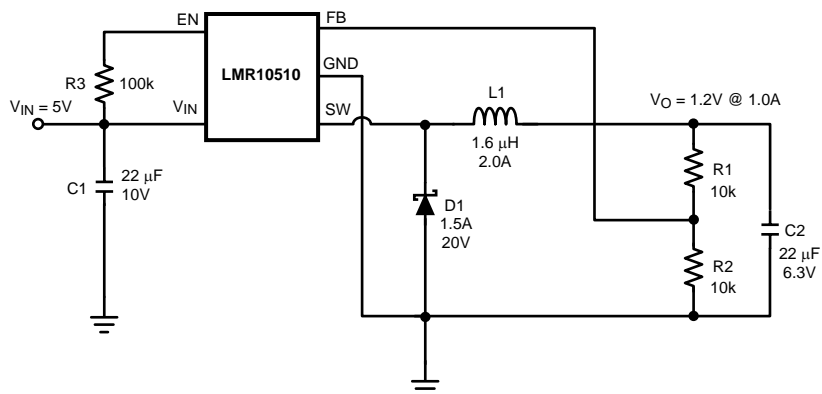 EN
FB
LMR10510
GND
R3
100k
L1
V_O = 1.2V @ 1.0A
V_IN = 5V
V_IN
SW
1.6 μH
2.0A
R1
10k
C1
22 μF
10V
D1
1.5A
20V
C2
22 μF
6.3V
R2
10k